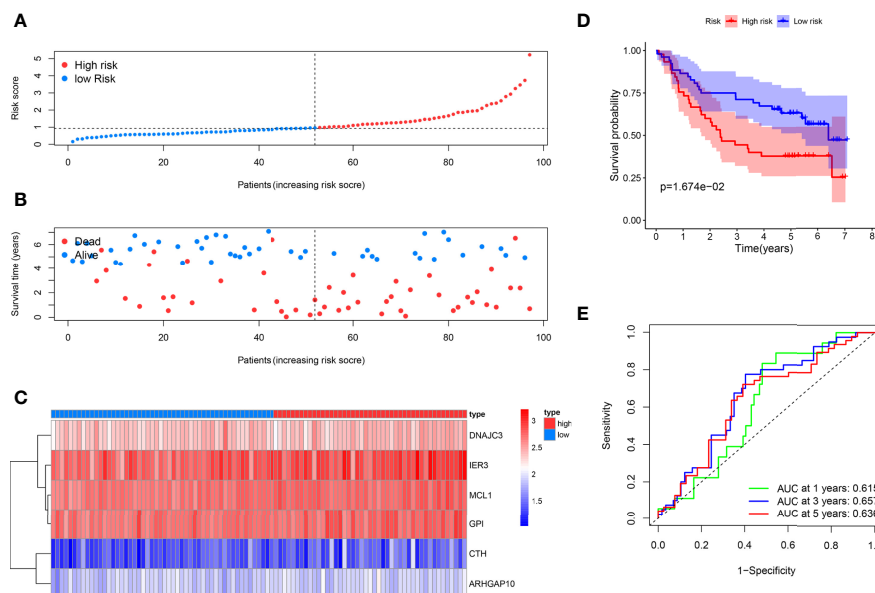 A
High risk
low Risk
Risk score
5
4
3
2
1
0
0 20 40 60 80 100
Patients (increasing risk score)
B
Dead
Alive
Survival time (years)
6
4
2
0
0 20 40 60 80 100
Patients (increasing risk score)
C
type
DNAJC3
IER3
MCL1
GPI
CTH
ARHGAP10
3
2.5
2
1.5
type
high
low
D
Risk High risk Low risk
Survival probability
1.00
0.75
0.50
0.25
0.00
p=1.674e-02
0 1 2 3 4 5 6 7 8
Time(years)
E
Sensitivity
1.0
0.8
0.6
0.4
0.2
0.0
AUC at 1 years: 0.615
AUC at 3 years: 0.657
AUC at 5 years: 0.636
0.0 0.2 0.4 0.6 0.8 1.
1-Specificity